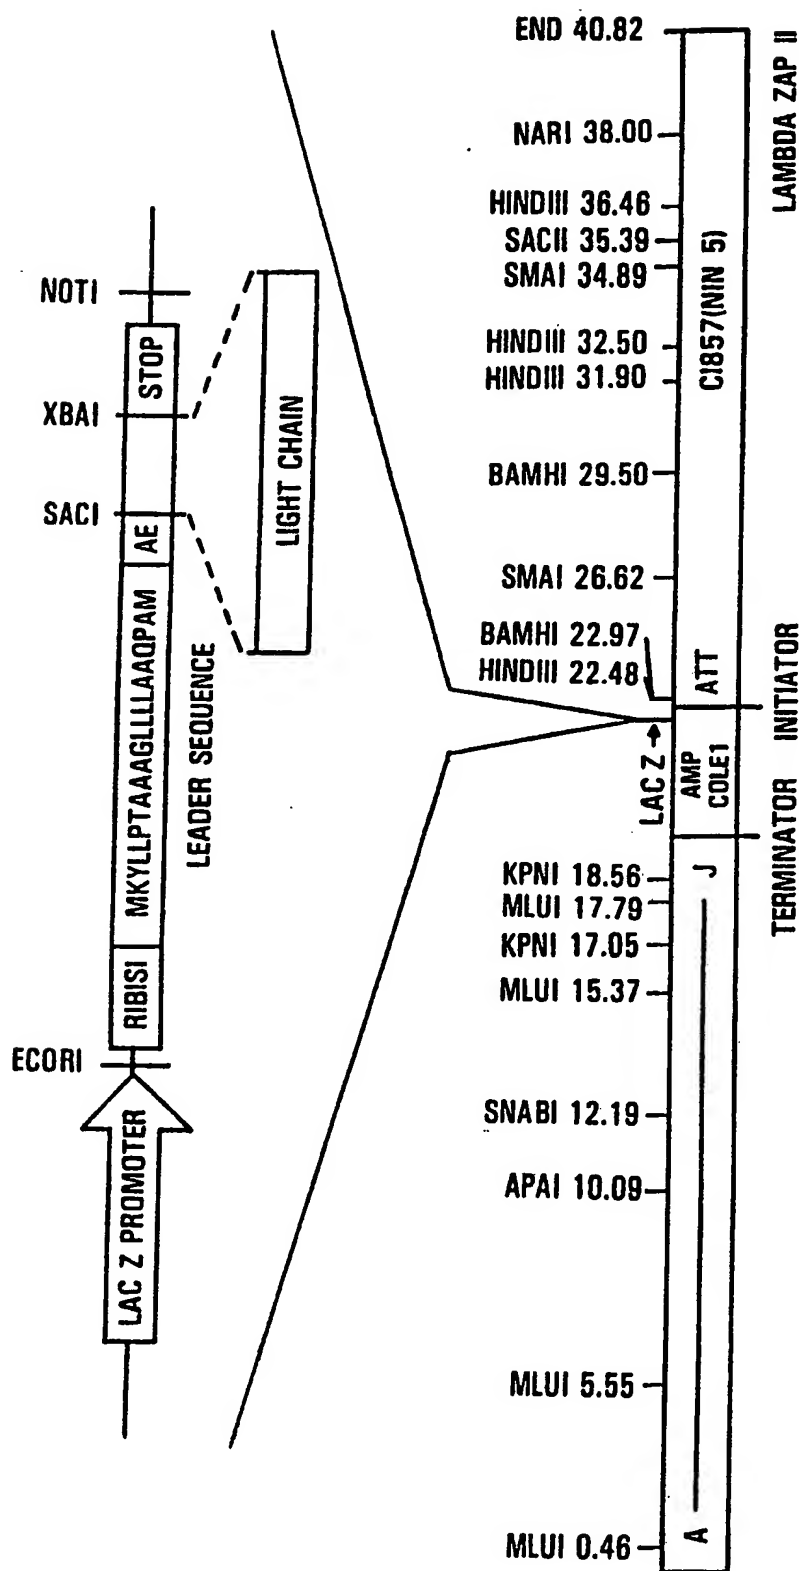 LAC Z PROMOTER
ECORI
RIBISI
MKYLLPTAAAGLLLLAAQPAM
LEADER SEQUENCE
AE
SACI
XBAI
STOP
NOTI
LIGHT CHAIN
END 40.82
NARI 38.00
HINDIII 36.46
SACII 35.39
SMAI 34.89
HINDIII 32.50
HINDIII 31.90
BAMHI 29.50
SMAI 26.62
BAMHI 22.97
HINDIII 22.48
LAC Z
KPNI 18.56
MLUI 17.79
KPNI 17.05
MLUI 15.37
SNABI 12.19
APAI 10.09
MLUI 5.55
MLUI 0.46
A
J
AMP
COLE1
ATT
CI857(NIN 5)
TERMINATOR
INITIATOR
LAMBDA ZAP II